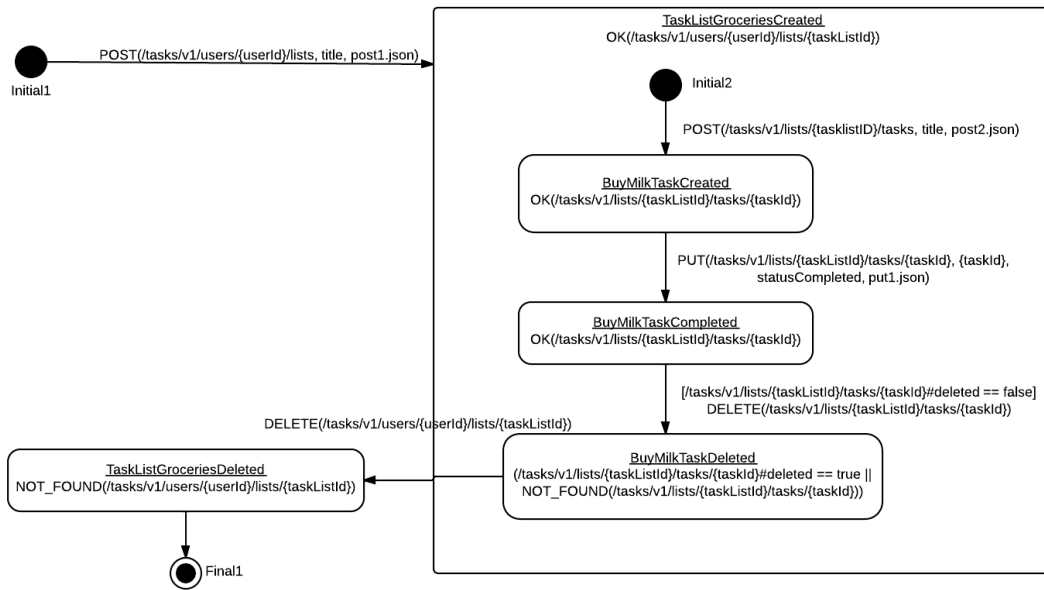 TaskListGroceriesCreated
OK(/tasks/v1/users/{userId}/lists/{taskListId})
POST(/tasks/v1/users/{userId}/lists, title, post1.json)
Initial1
Initial2
POST(/tasks/v1/lists/{tasklistID}/tasks, title, post2.json)
BuyMilkTaskCreated
OK(/tasks/v1/lists/{taskListId}/tasks/{taskId})
PUT(/tasks/v1/lists/{taskListId}/tasks/{taskId}, {taskId},
statusCompleted, put1.json)
BuyMilkTaskCompleted
OK(/tasks/v1/lists/{taskListId}/tasks/{taskId})
[/tasks/v1/lists/{taskListId}/tasks/{taskId}#deleted == false]
DELETE(/tasks/v1/lists/{taskListId}/tasks/{taskId})
DELETE(/tasks/v1/users/{userId}/lists/{taskListId})
BuyMilkTaskDeleted
(/tasks/v1/lists/{taskListId}/tasks/{taskId}#deleted == true ||
NOT_FOUND(/tasks/v1/lists/{taskListId}/tasks/{taskId}))
TaskListGroceriesDeleted
NOT_FOUND(/tasks/v1/users/{userId}/lists/{taskListId})
Final1